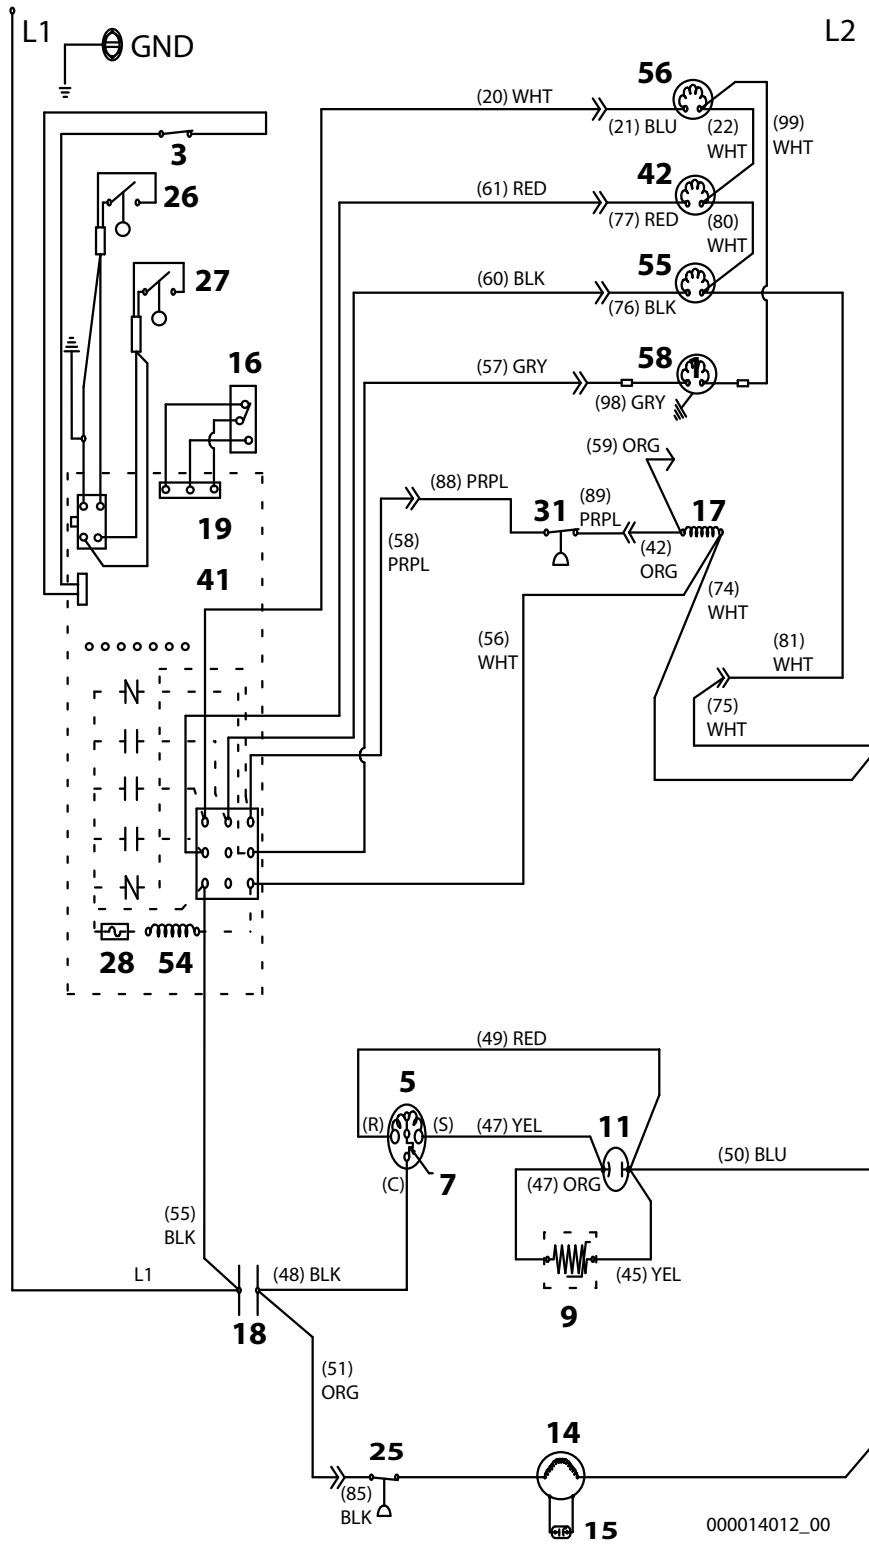 L1
GND
L2
56
(20) WHT
(21) BLU
(22)
WHT
(99)
WHT
3
26
42
(61) RED
(77) RED
(80)
WHT
27
55
(60) BLK
(76) BLK
16
58
1
(57) GRY
(98) GRY
(59) ORG
(88) PRPL
31
(89)
PRPL
17
19
(58)
PRPL
(42)
ORG
41
(74)
WHT
(56)
WHT
(81)
WHT
(75)
WHT
28
54
(49) RED
5
(R)
(S)
(47) YEL
11
(C)
7
(47) ORG
(50) BLU
(55)
BLK
L1
(48) BLK
(45) YEL
18
9
(51)
ORG
25
14
(85)
BLK
15
000014012_00